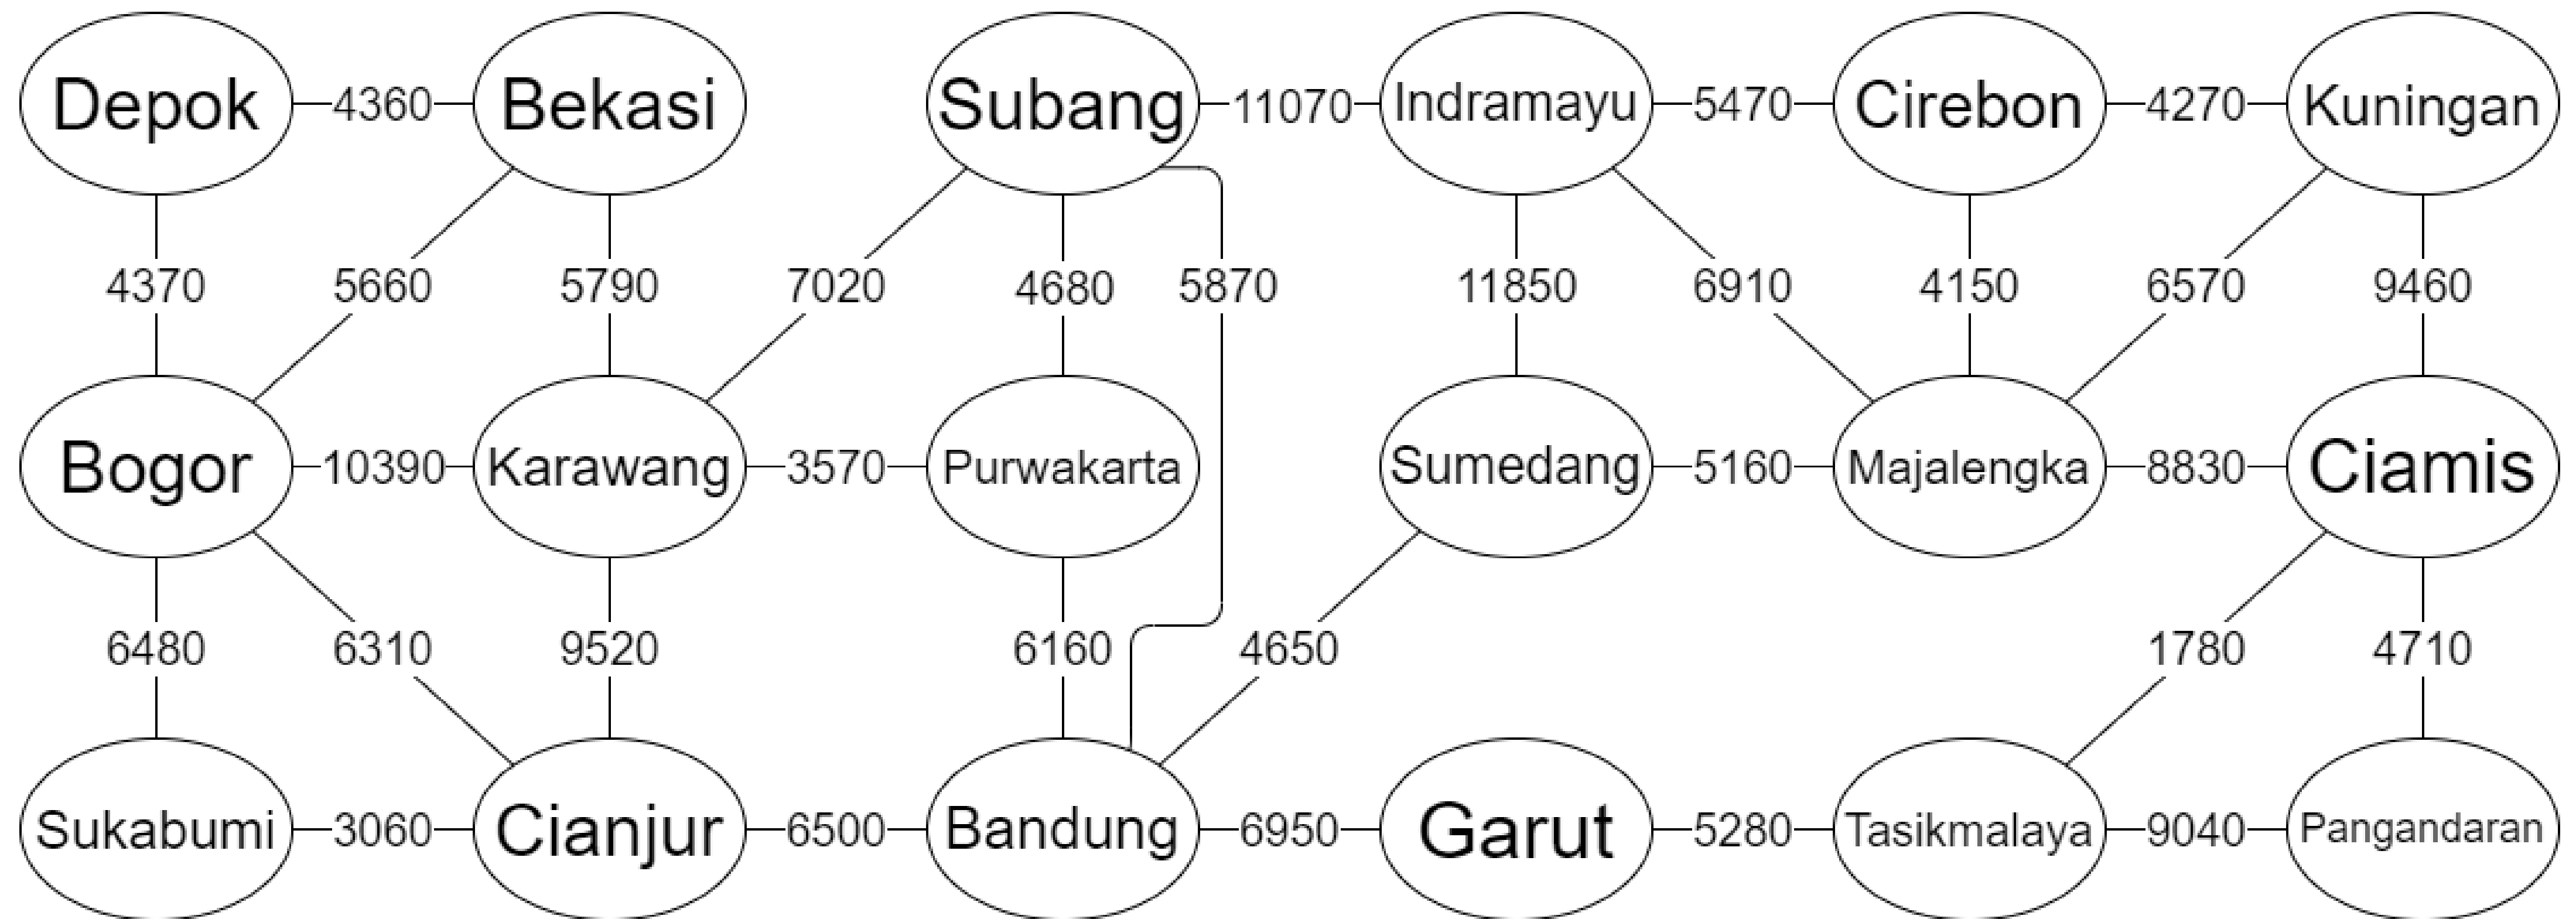 Depok 4360 Bekasi Subang 11070 Indramayu 5470 Cirebon 4270 Kuningan
4370 5660 5790 7020 4680 5870 11850 6910 4150 6570 9460
Bogor 10390 Karawang 3570 Purwakarta Sumedang 5160 Majalengka 8830 Ciamis
6480 6310 9520 6160 4650 1780 4710
Sukabumi 3060 Cianjur 6500 Bandung 6950 Garut 5280 Tasikmalaya 9040 Pangandaran